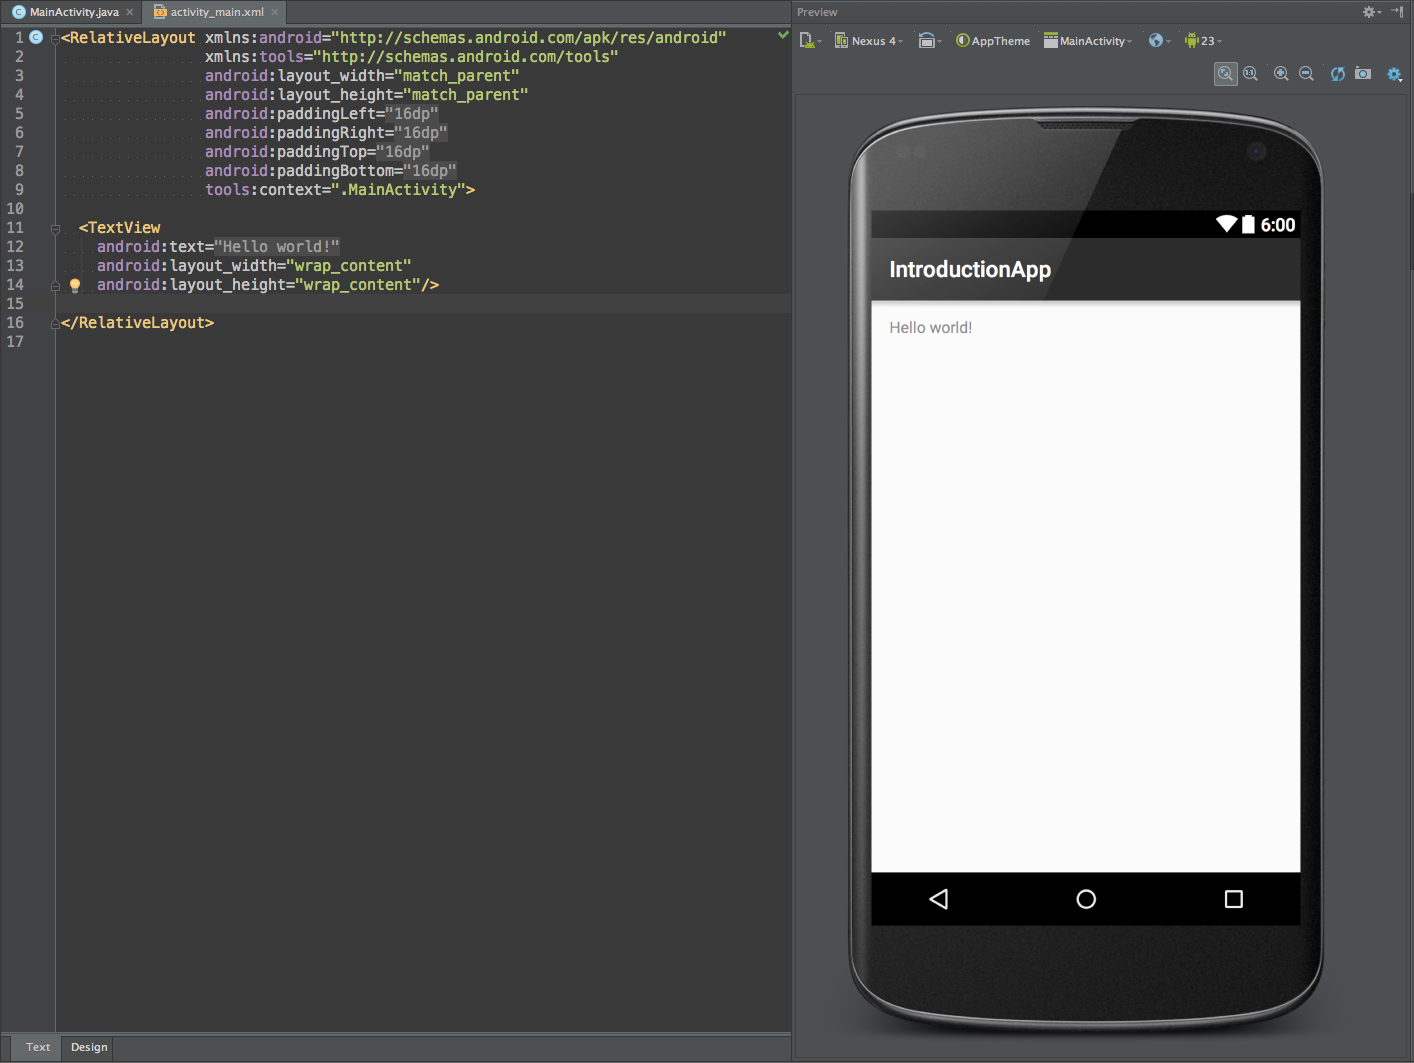 MainActivity.java
activity_main.xml
1 <RelativeLayout xmlns:android="http://schemas.android.com/apk/res/android"
2 xmlns:tools="http://schemas.android.com/tools"
3 android:layout_width="match_parent"
4 android:layout_height="match_parent"
5 android:paddingLeft="16dp"
6 android:paddingRight="16dp"
7 android:paddingTop="16dp"
8 android:paddingBottom="16dp"
9 tools:context=".MainActivity">
10
11 <TextView
12 android:text="Hello world!"
13 android:layout_width="wrap_content"
14 android:layout_height="wrap_content"/>
15
16 </RelativeLayout>
17
Text Design
Preview
Nexus 4 AppTheme MainActivity 23
6:00
IntroductionApp
Hello world!